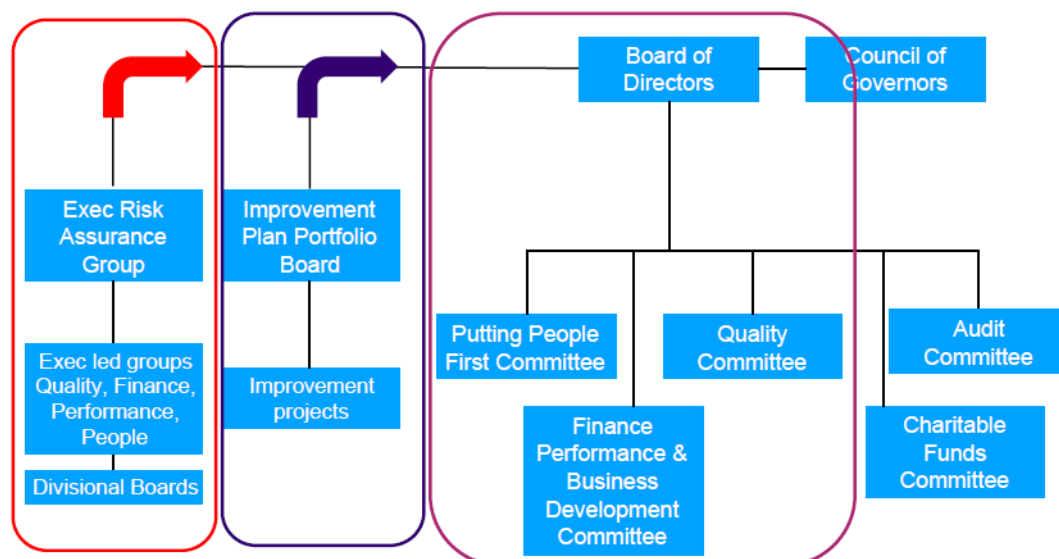 Board of
Directors
Council of
Governors
Exec Risk
Assurance
Group
Improvement
Plan Portfolio
Board
Putting People
First Committee
Quality
Committee
Audit
Committee
Exec led groups
Quality, Finance,
Performance,
People
Improvement
projects
Finance
Performance &
Business
Development
Committee
Charitable
Funds
Committee
Divisional Boards